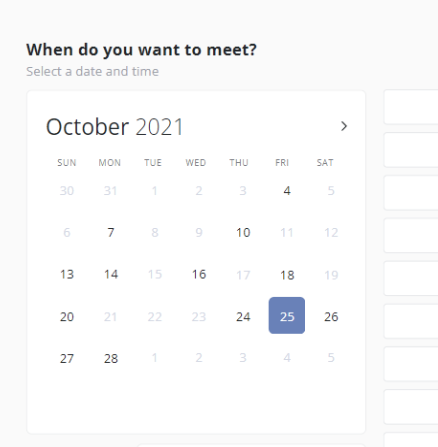 When do you want to meet?
Select a date and time
October 2021
SUN MON TUE WED THU FRI SAT
30 31 1 2 3 4 5
6 7 8 9 10 11 12
13 14 15 16 17 18 19
20 21 22 23 24 25 26
27 28 1 2 3 4 5